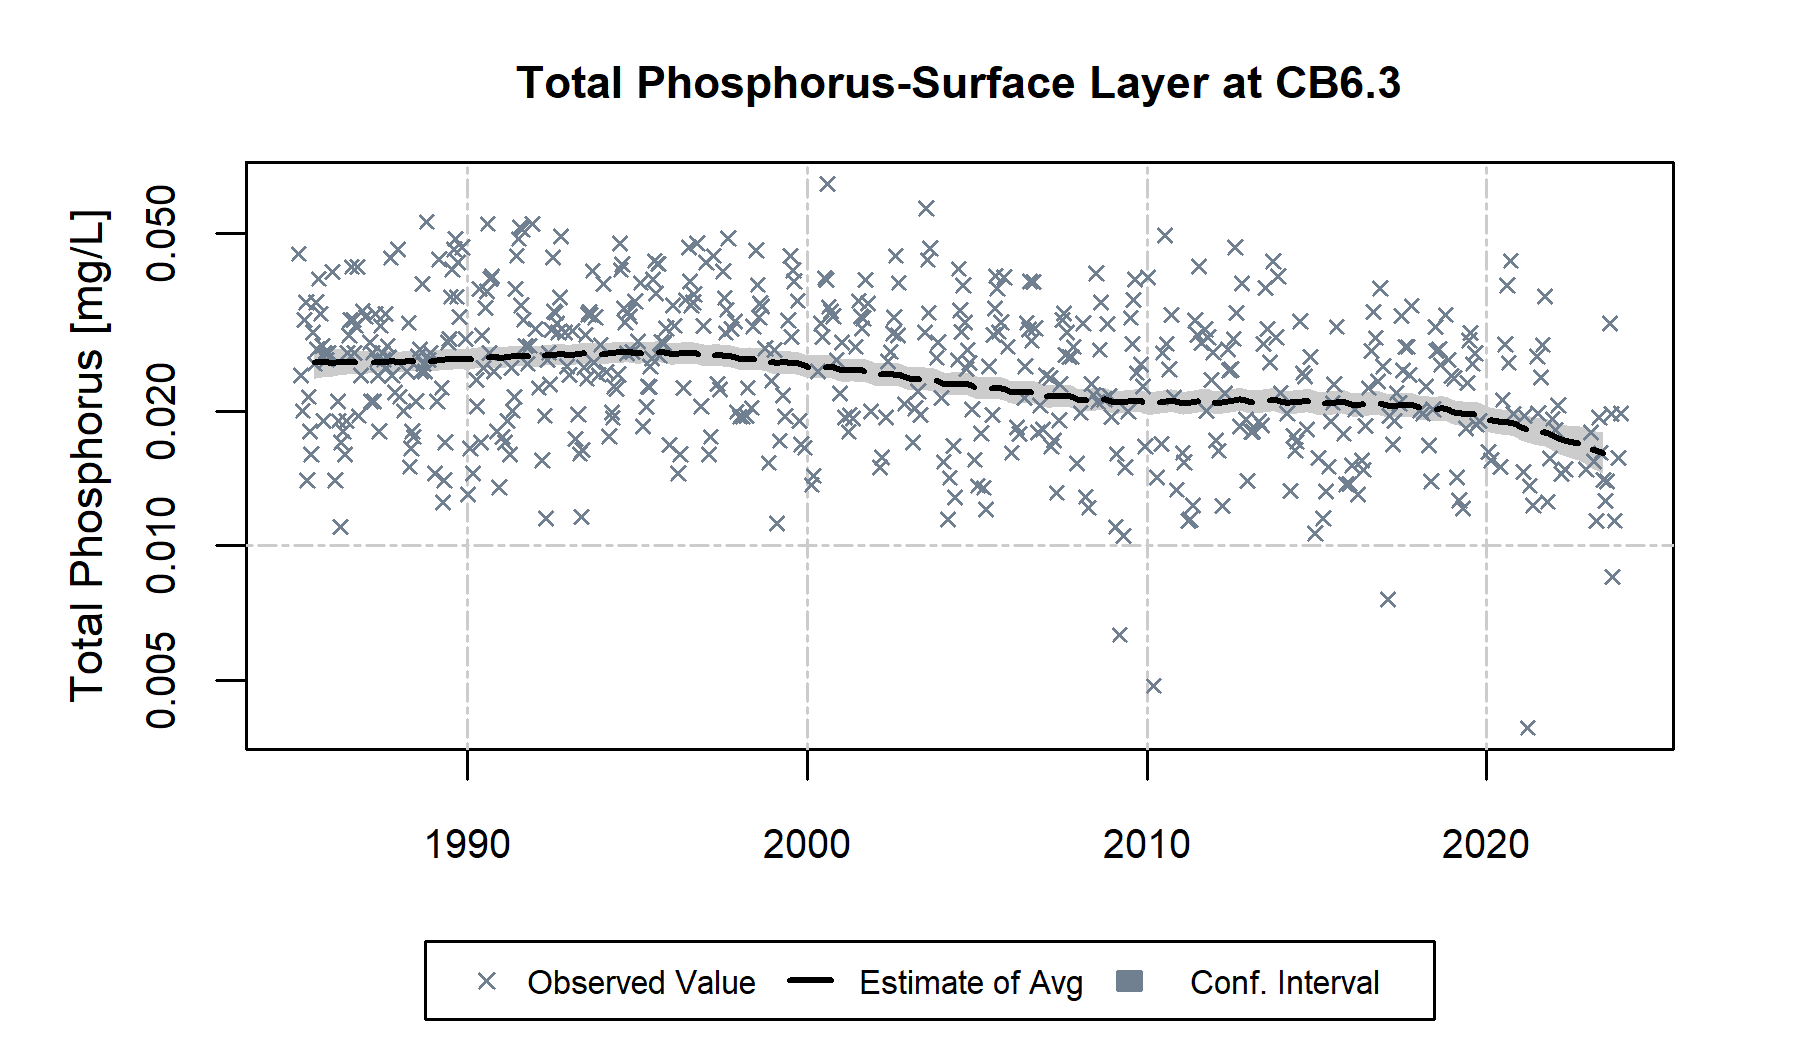 Total Phosphorus-Surface Layer at CB6.3
Total Phosphorus [mg/L]
0.050
0.020
0.010
0.005
1990
2000
2010
2020
Observed Value
Estimate of Avg
Conf. Interval